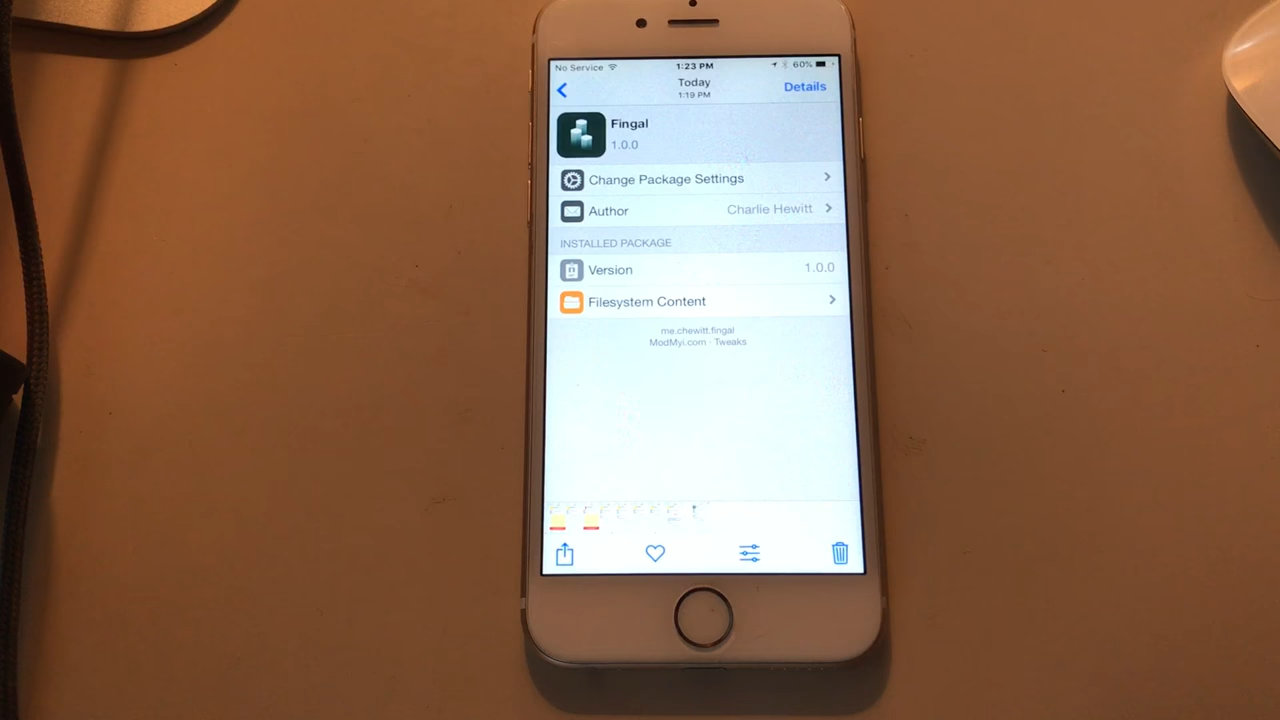 No Service 1:23 PM 60%
Today
1:19 PM
Details
Fingal
1.0.0
Change Package Settings
Author Charlie Hewitt
INSTALLED PACKAGE
Version 1.0.0
Filesystem Content
me.chewitt.fingal
ModMyi.com · Tweaks